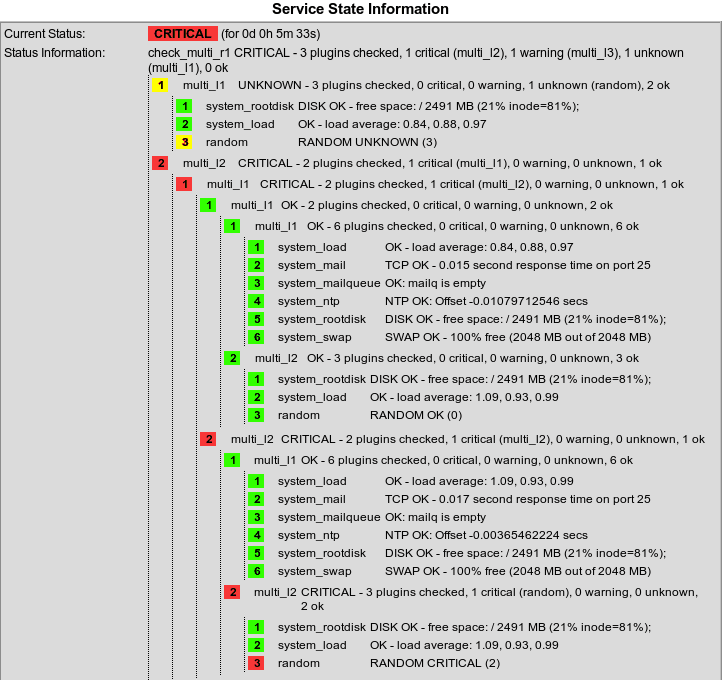 Service State Information
Current Status: CRITICAL (for 0d 0h 5m 33s)
Status Information: check_multi_r1 CRITICAL - 3 plugins checked, 1 critical (multi_l2), 1 warning (multi_l3), 1 unknown
(multi_l1), 0 ok
1 multi_l1 UNKNOWN - 3 plugins checked, 0 critical, 0 warning, 1 unknown (random), 2 ok
1 system_rootdisk DISK OK - free space: / 2491 MB (21% inode=81%);
2 system_load OK - load average: 0.84, 0.88, 0.97
3 random RANDOM UNKNOWN (3)
2 multi_l2 CRITICAL - 2 plugins checked, 1 critical (multi_l1), 0 warning, 0 unknown, 1 ok
1 multi_l1 CRITICAL - 2 plugins checked, 1 critical (multi_l2), 0 warning, 0 unknown, 1 ok
1 multi_l1 OK - 2 plugins checked, 0 critical, 0 warning, 0 unknown, 2 ok
1 multi_l1 OK - 6 plugins checked, 0 critical, 0 warning, 0 unknown, 6 ok
1 system_load OK - load average: 0.84, 0.88, 0.97
2 system_mail TCP OK - 0.015 second response time on port 25
3 system_mailqueue OK: mailq is empty
4 system_ntp NTP OK: Offset -0.01079712546 secs
5 system_rootdisk DISK OK - free space: / 2491 MB (21% inode=81%);
6 system_swap SWAP OK - 100% free (2048 MB out of 2048 MB)
2 multi_l2 OK - 3 plugins checked, 0 critical, 0 warning, 0 unknown, 3 ok
1 system_rootdisk DISK OK - free space: / 2491 MB (21% inode=81%);
2 system_load OK - load average: 1.09, 0.93, 0.99
3 random RANDOM OK (0)
2 multi_l2 CRITICAL - 2 plugins checked, 1 critical (multi_l2), 0 warning, 0 unknown, 1 ok
1 multi_l1 OK - 6 plugins checked, 0 critical, 0 warning, 0 unknown, 6 ok
1 system_load OK - load average: 1.09, 0.93, 0.99
2 system_mail TCP OK - 0.017 second response time on port 25
3 system_mailqueue OK: mailq is empty
4 system_ntp NTP OK: Offset -0.00365462224 secs
5 system_rootdisk DISK OK - free space: / 2491 MB (21% inode=81%);
6 system_swap SWAP OK - 100% free (2048 MB out of 2048 MB)
2 multi_l2 CRITICAL - 3 plugins checked, 1 critical (random), 0 warning, 0 unknown,
2 ok
1 system_rootdisk DISK OK - free space: / 2491 MB (21% inode=81%);
2 system_load OK - load average: 1.09, 0.93, 0.99
3 random RANDOM CRITICAL (2)